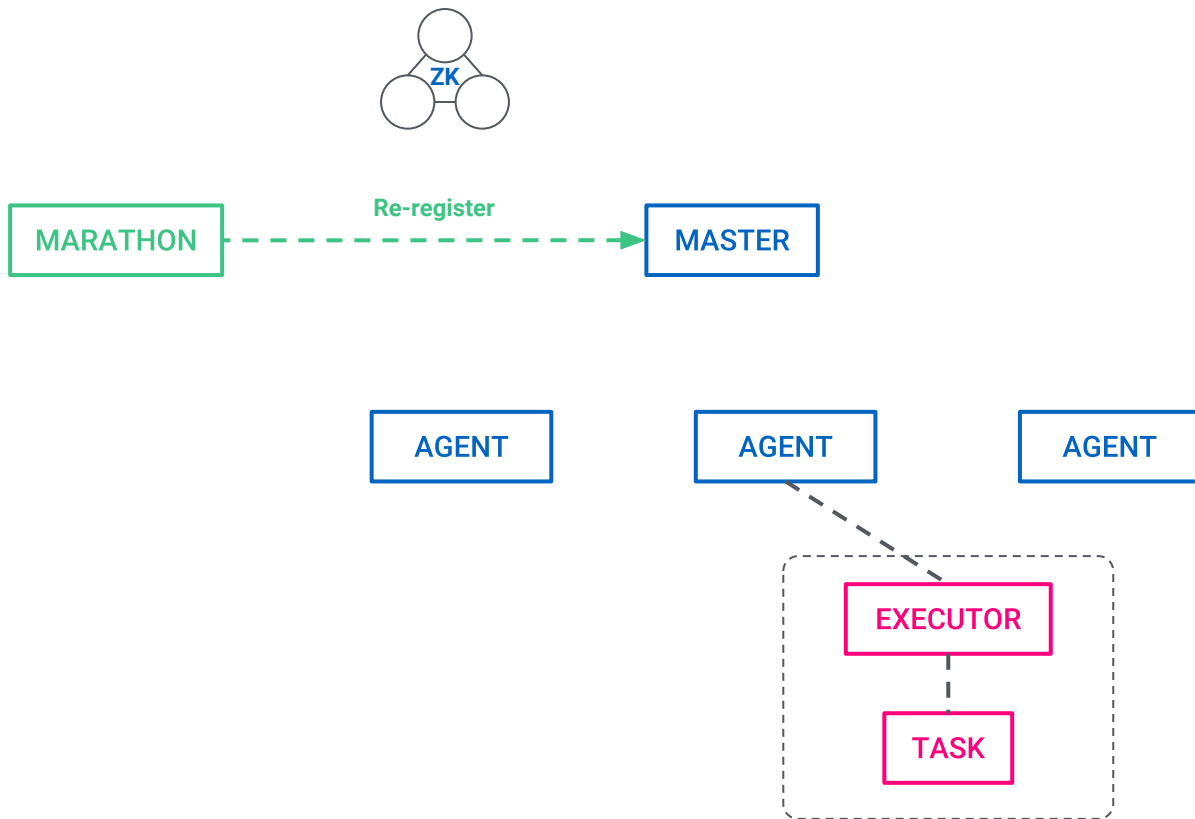 ZK
Re-register
MARATHON
MASTER
AGENT
AGENT
AGENT
EXECUTOR
TASK